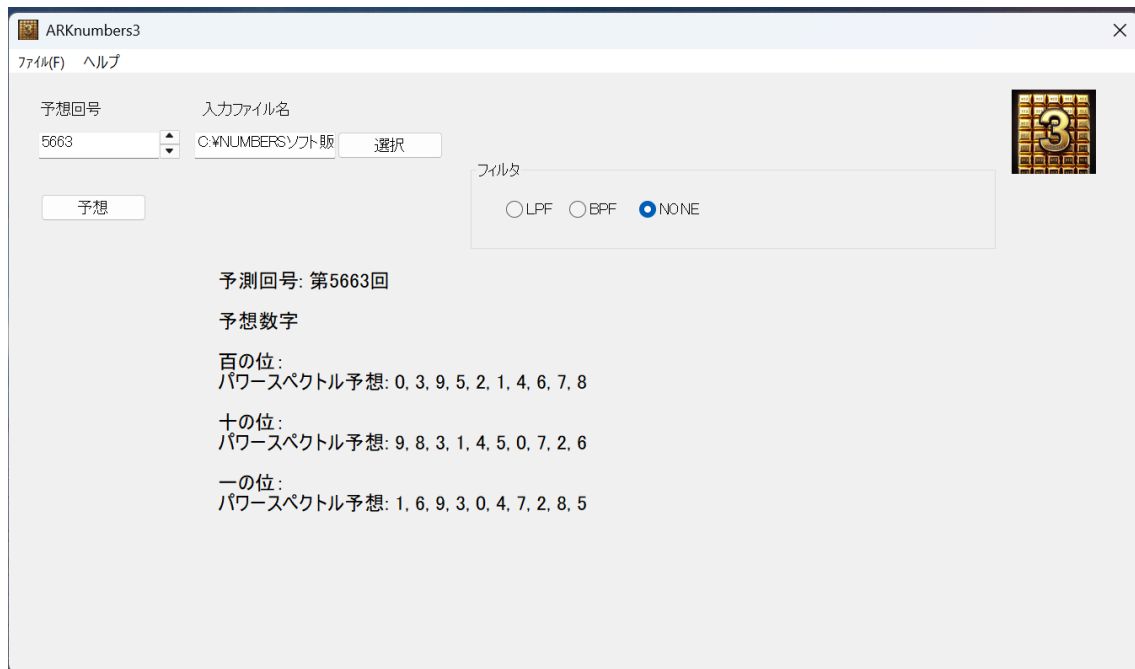 ARKnumbers3
ファイル(F) ヘルプ
予想回号 入力ファイル名
5663 C:¥NUMBERSソフト販 選択
フィルタ
予想 LPF BPF NONE
3
予測回号: 第5663回
予想数字
百の位:
パワースペクトル予想: 0, 3, 9, 5, 2, 1, 4, 6, 7, 8
十の位:
パワースペクトル予想: 9, 8, 3, 1, 4, 5, 0, 7, 2, 6
一の位:
パワースペクトル予想: 1, 6, 9, 3, 0, 4, 7, 2, 8, 5